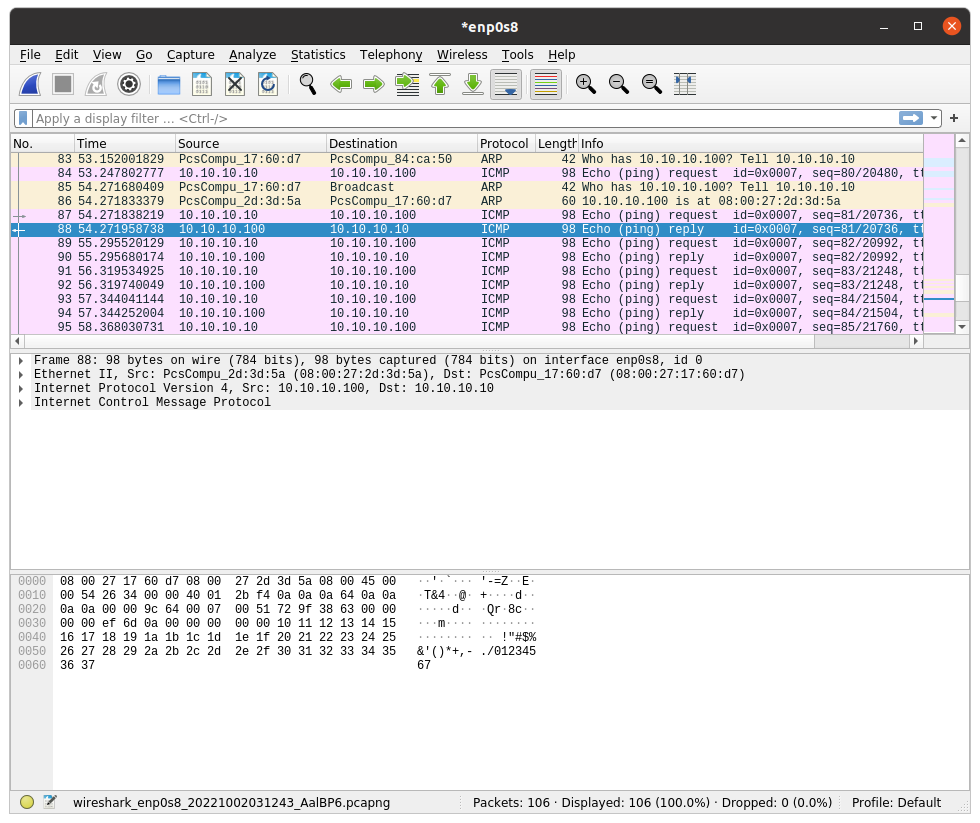 *enp0s8
File Edit View Go Capture Analyze Statistics Telephony Wireless Tools Help
Apply a display filter … <Ctrl-/>
No. Time Source Destination Protocol Length Info
83 53.152001829 PcsCompu_17:60:d7 PcsCompu_84:ca:50 ARP 42 Who has 10.10.10.100? Tell 10.10.10.10
84 53.247802777 10.10.10.10 10.10.10.100 ICMP 98 Echo (ping) request id=0x0007, seq=80/20480, tt
85 54.271680409 PcsCompu_17:60:d7 Broadcast ARP 42 Who has 10.10.10.100? Tell 10.10.10.10
86 54.271833379 PcsCompu_2d:3d:5a PcsCompu_17:60:d7 ARP 60 10.10.10.100 is at 08:00:27:2d:3d:5a
87 54.271838219 10.10.10.10 10.10.10.100 ICMP 98 Echo (ping) request id=0x0007, seq=81/20736, tt
88 54.271958738 10.10.10.100 10.10.10.10 ICMP 98 Echo (ping) reply id=0x0007, seq=81/20736, tt
89 55.295520129 10.10.10.10 10.10.10.100 ICMP 98 Echo (ping) request id=0x0007, seq=82/20992, tt
90 55.295680174 10.10.10.100 10.10.10.10 ICMP 98 Echo (ping) reply id=0x0007, seq=82/20992, tt
91 56.319534925 10.10.10.10 10.10.10.100 ICMP 98 Echo (ping) request id=0x0007, seq=83/21248, tt
92 56.319740049 10.10.10.100 10.10.10.10 ICMP 98 Echo (ping) reply id=0x0007, seq=83/21248, tt
93 57.344041144 10.10.10.10 10.10.10.100 ICMP 98 Echo (ping) request id=0x0007, seq=84/21504, tt
94 57.344252004 10.10.10.100 10.10.10.10 ICMP 98 Echo (ping) reply id=0x0007, seq=84/21504, tt
95 58.368030731 10.10.10.10 10.10.10.100 ICMP 98 Echo (ping) request id=0x0007, seq=85/21760, tt
Frame 88: 98 bytes on wire (784 bits), 98 bytes captured (784 bits) on interface enp0s8, id 0
Ethernet II, Src: PcsCompu_2d:3d:5a (08:00:27:2d:3d:5a), Dst: PcsCompu_17:60:d7 (08:00:27:17:60:d7)
Internet Protocol Version 4, Src: 10.10.10.100, Dst: 10.10.10.10
Internet Control Message Protocol
0000 08 00 27 17 60 d7 08 00 27 2d 3d 5a 08 00 45 00 ··'·`··· '-=Z··E·
0010 00 54 26 34 00 00 40 01 2b f4 0a 0a 0a 64 0a 0a ·T&4··@· +····d··
0020 0a 0a 00 00 9c 64 00 07 00 51 72 9f 38 63 00 00 ·····d·· ·Qr·8c··
0030 00 00 ef 6d 0a 00 00 00 00 00 10 11 12 13 14 15 ···m···· ········
0040 16 17 18 19 1a 1b 1c 1d 1e 1f 20 21 22 23 24 25 ········ ·· !"#$%
0050 26 27 28 29 2a 2b 2c 2d 2e 2f 30 31 32 33 34 35 &'()*+,- ./012345
0060 36 37 67
wireshark_enp0s8_20221002031243_AalBP6.pcapng Packets: 106 · Displayed: 106 (100.0%) · Dropped: 0 (0.0%) Profile: Default